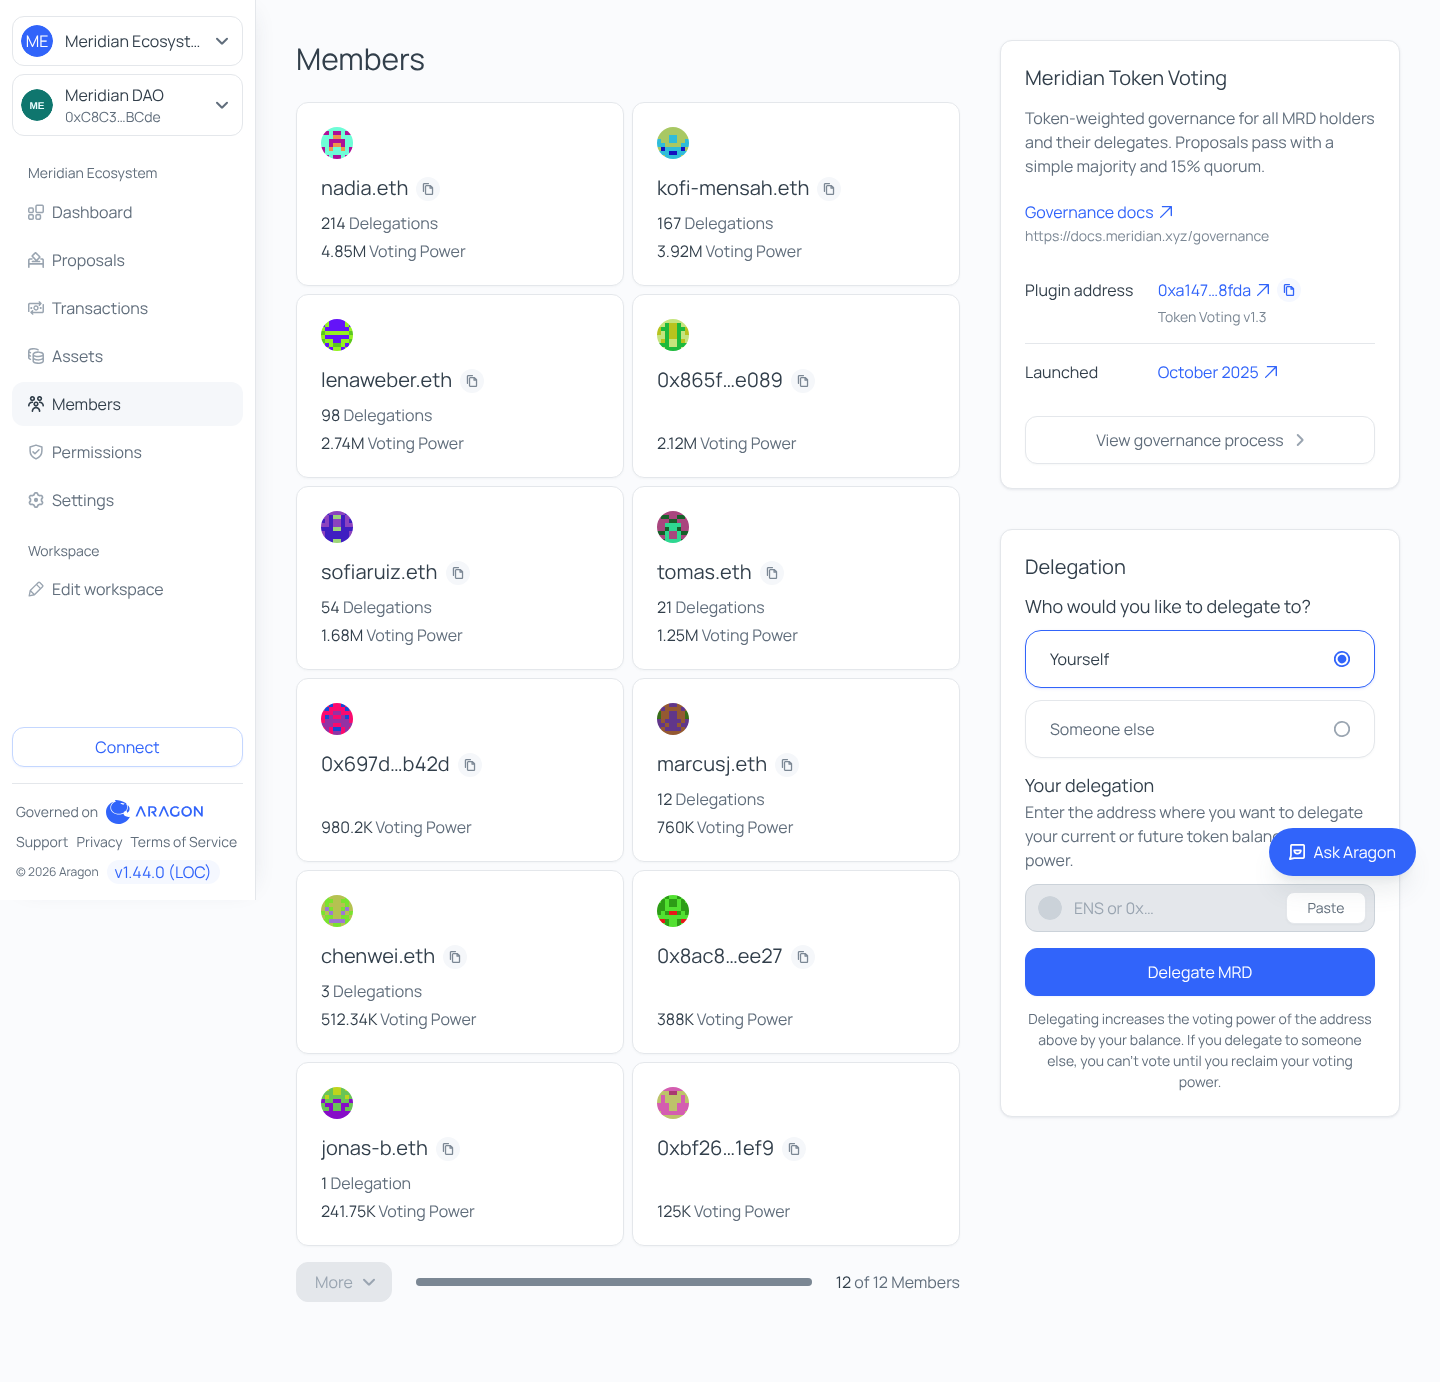 ME
Meridian Ecosyst...
ME
Meridian DAO
0xC8C3...BCde
Meridian Ecosystem
Dashboard
Proposals
Transactions
Assets
Members
Permissions
Settings
Workspace
Edit workspace
Connect
Governed on ARAGON
Support Privacy Terms of Service
© 2026 Aragon v1.44.0 (LOC)
Members
nadia.eth
214 Delegations
4.85M Voting Power
kofi-mensah.eth
167 Delegations
3.92M Voting Power
lenaweber.eth
98 Delegations
2.74M Voting Power
0x865f...e089
2.12M Voting Power
sofiaruiz.eth
54 Delegations
1.68M Voting Power
tomas.eth
21 Delegations
1.25M Voting Power
0x697d...b42d
980.2K Voting Power
marcusj.eth
12 Delegations
760K Voting Power
chenwei.eth
3 Delegations
512.34K Voting Power
0x8ac8...ee27
388K Voting Power
jonas-b.eth
1 Delegation
241.75K Voting Power
0xbf26...1ef9
125K Voting Power
More
12 of 12 Members
Meridian Token Voting
Token-weighted governance for all MRD holders
and their delegates. Proposals pass with a
simple majority and 15% quorum.
Governance docs
https://docs.meridian.xyz/governance
Plugin address 0xa147...8fda
Token Voting v1.3
Launched October 2025
View governance process
Delegation
Who would you like to delegate to?
Yourself
Someone else
Your delegation
Enter the address where you want to delegate
your current or future token
power.
Ask Aragon
ENS or 0x...
Paste
Delegate MRD
Delegating increases the voting power of the address
above by your balance. If you delegate to someone
else, you can't vote until you reclaim your voting
power.